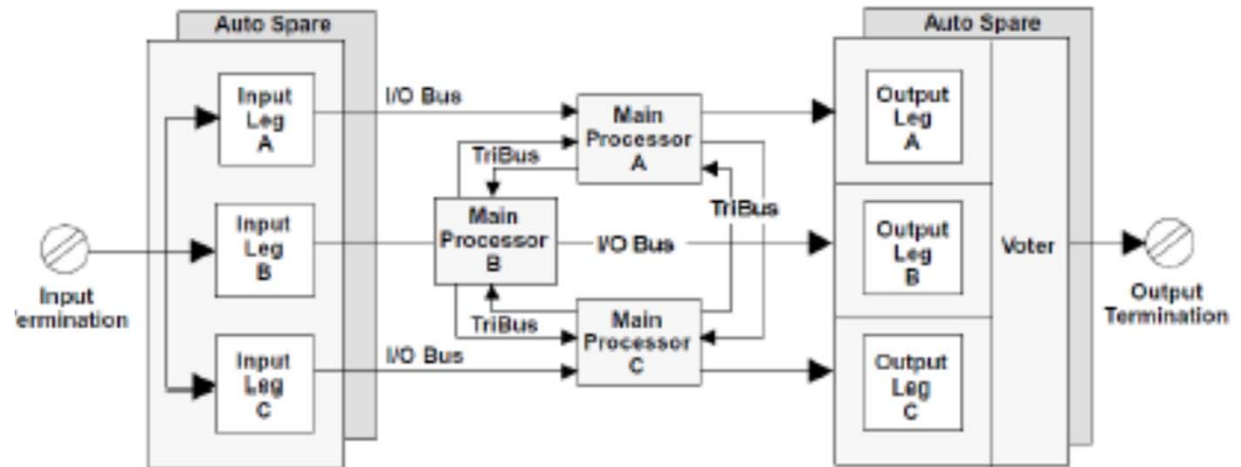 Auto Spare
Input
Leg
A
Input
Leg
B
Input
Leg
C
Input
ermination
I/O Bus
I/O Bus
TriBus
TriBus
TriBus
Main
Processor
A
Main
Processor
B
Main
Processor
C
I/O Bus
Auto Spare
Output
Leg
A
Output
Leg
B
Output
Leg
C
Voter
Output
Termination